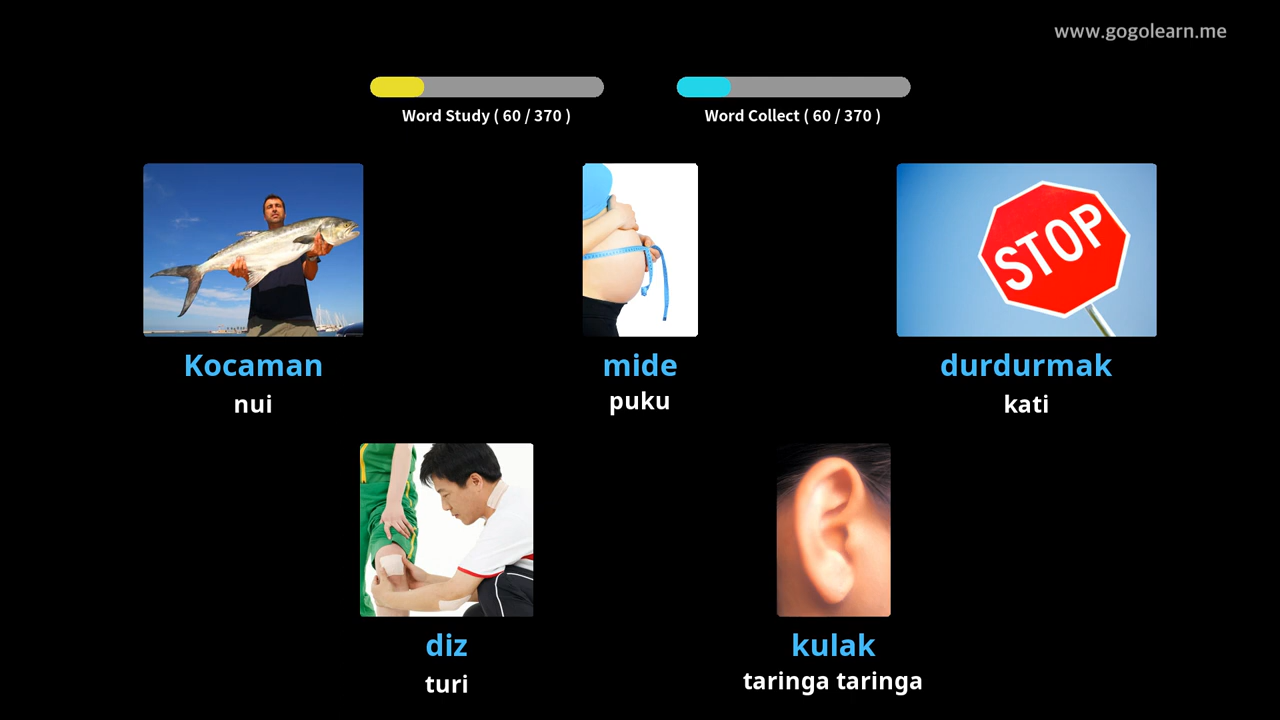 www.gogolearn.me
Word Study ( 60 / 370 )
Word Collect ( 60 / 370 )
STOP
Kocaman
nui
mide
puku
durdurmak
kati
diz
turi
kulak
taringa taringa